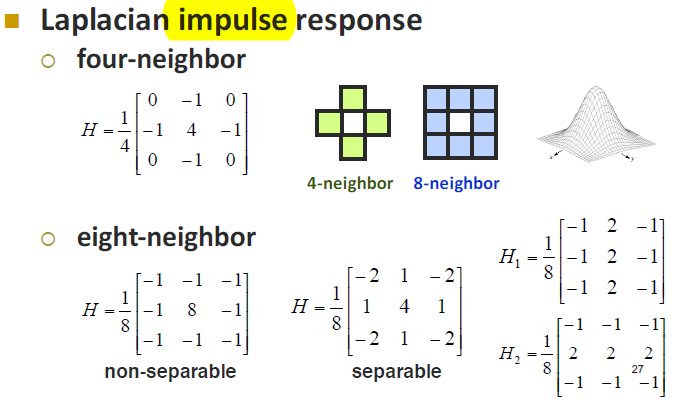 Laplacian impulse response
four-neighbor
H = 1/4 [ 0 −1 0
−1 4 −1
0 −1 0 ]
4-neighbor 8-neighbor
x y
eight-neighbor
H = 1/8 [ −1 −1 −1
−1 8 −1
−1 −1 −1 ]
non-separable
H = 1/8 [ −2 1 −2
1 4 1
−2 1 −2 ]
separable
H₁ = 1/8 [ −1 2 −1
−1 2 −1
−1 2 −1 ]
H₂ = 1/8 [ −1 −1 −1
2 2 2
−1 −1 −1 ]
27